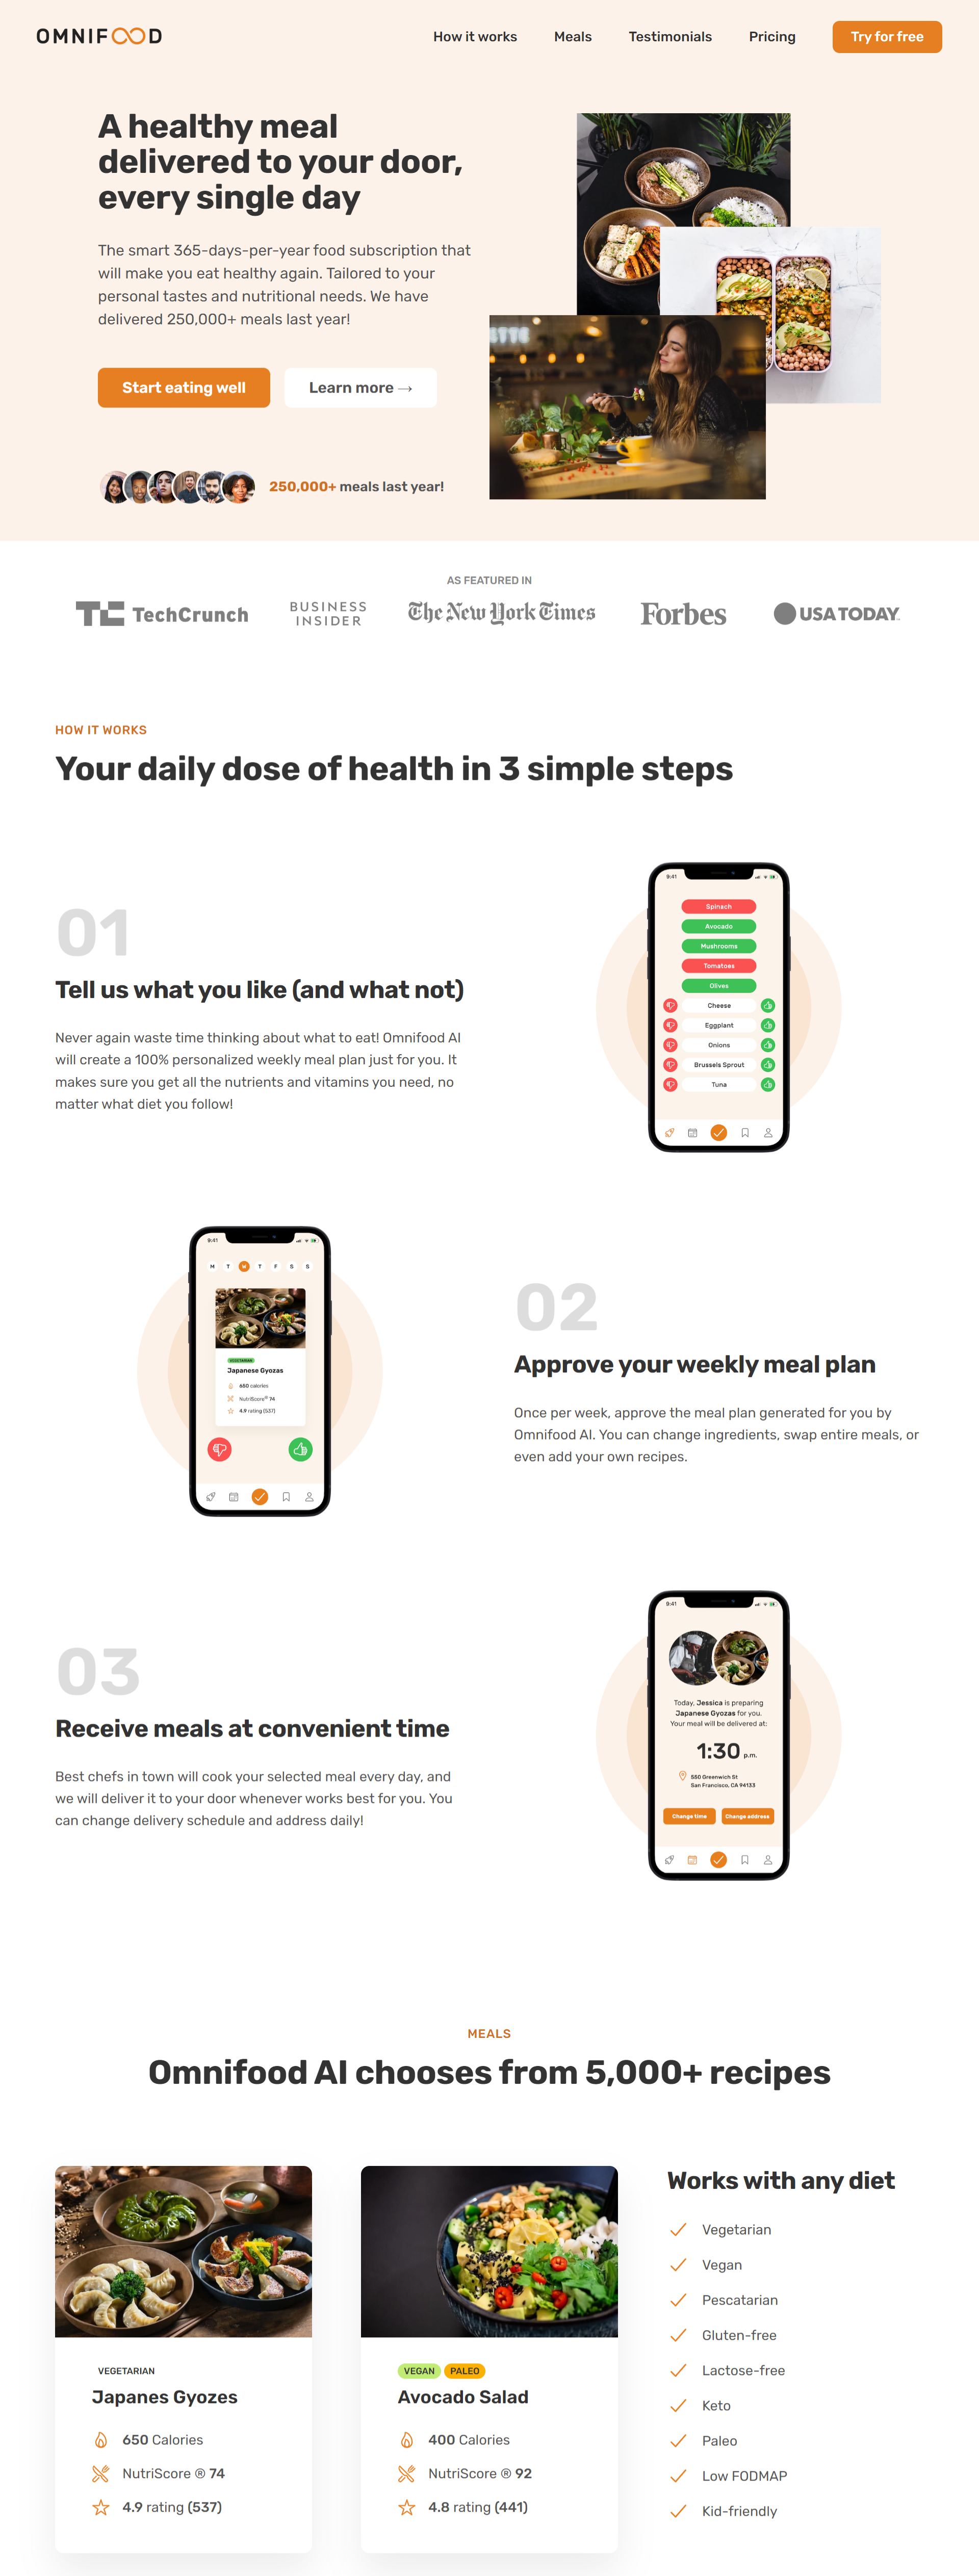 OMNIFOOD
How it works
Meals
Testimonials
Pricing
Try for free
A healthy meal
delivered to your door,
every single day
The smart 365-days-per-year food subscription that
will make you eat healthy again. Tailored to your
personal tastes and nutritional needs. We have
delivered 250,000+ meals last year!
Start eating well
Learn more →
250,000+ meals last year!
AS FEATURED IN
TC TechCrunch
BUSINESS
INSIDER
The New York Times
Forbes
USA TODAY
HOW IT WORKS
Your daily dose of health in 3 simple steps
01
Tell us what you like (and what not)
Never again waste time thinking about what to eat! Omnifood AI
will create a 100% personalized weekly meal plan just for you. It
makes sure you get all the nutrients and vitamins you need, no
matter what diet you follow!
9:41
Spinach
Avocado
Mushrooms
Tomatoes
Olives
Cheese
Eggplant
Onions
Brussels Sprout
Tuna
9:41
M T W T F S S
VEGETARIAN
Japanese Gyozas
650 calories
NutriScore® 74
4.9 rating (537)
02
Approve your weekly meal plan
Once per week, approve the meal plan generated for you by
Omnifood AI. You can change ingredients, swap entire meals, or
even add your own recipes.
03
Receive meals at convenient time
Best chefs in town will cook your selected meal every day, and
we will deliver it to your door whenever works best for you. You
can change delivery schedule and address daily!
9:41
Today, Jessica is preparing
Japanese Gyozas for you.
Your meal will be delivered at:
1:30 p.m.
550 Greenwich St
San Francisco, CA 94133
Change time
Change address
MEALS
Omnifood AI chooses from 5,000+ recipes
VEGETARIAN
Japanes Gyozes
650 Calories
NutriScore ® 74
4.9 rating (537)
VEGAN PALEO
Avocado Salad
400 Calories
NutriScore ® 92
4.8 rating (441)
Works with any diet
Vegetarian
Vegan
Pescatarian
Gluten-free
Lactose-free
Keto
Paleo
Low FODMAP
Kid-friendly